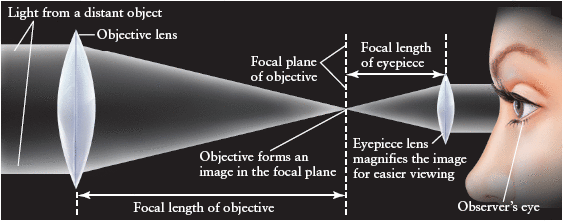 Light from a distant object
Objective lens
Focal plane
of objective
Focal length
of eyepiece
Objective forms an
image in the focal plane
Eyepiece lens
magnifies the image
for easier viewing
Focal length of objective
Observer's eye